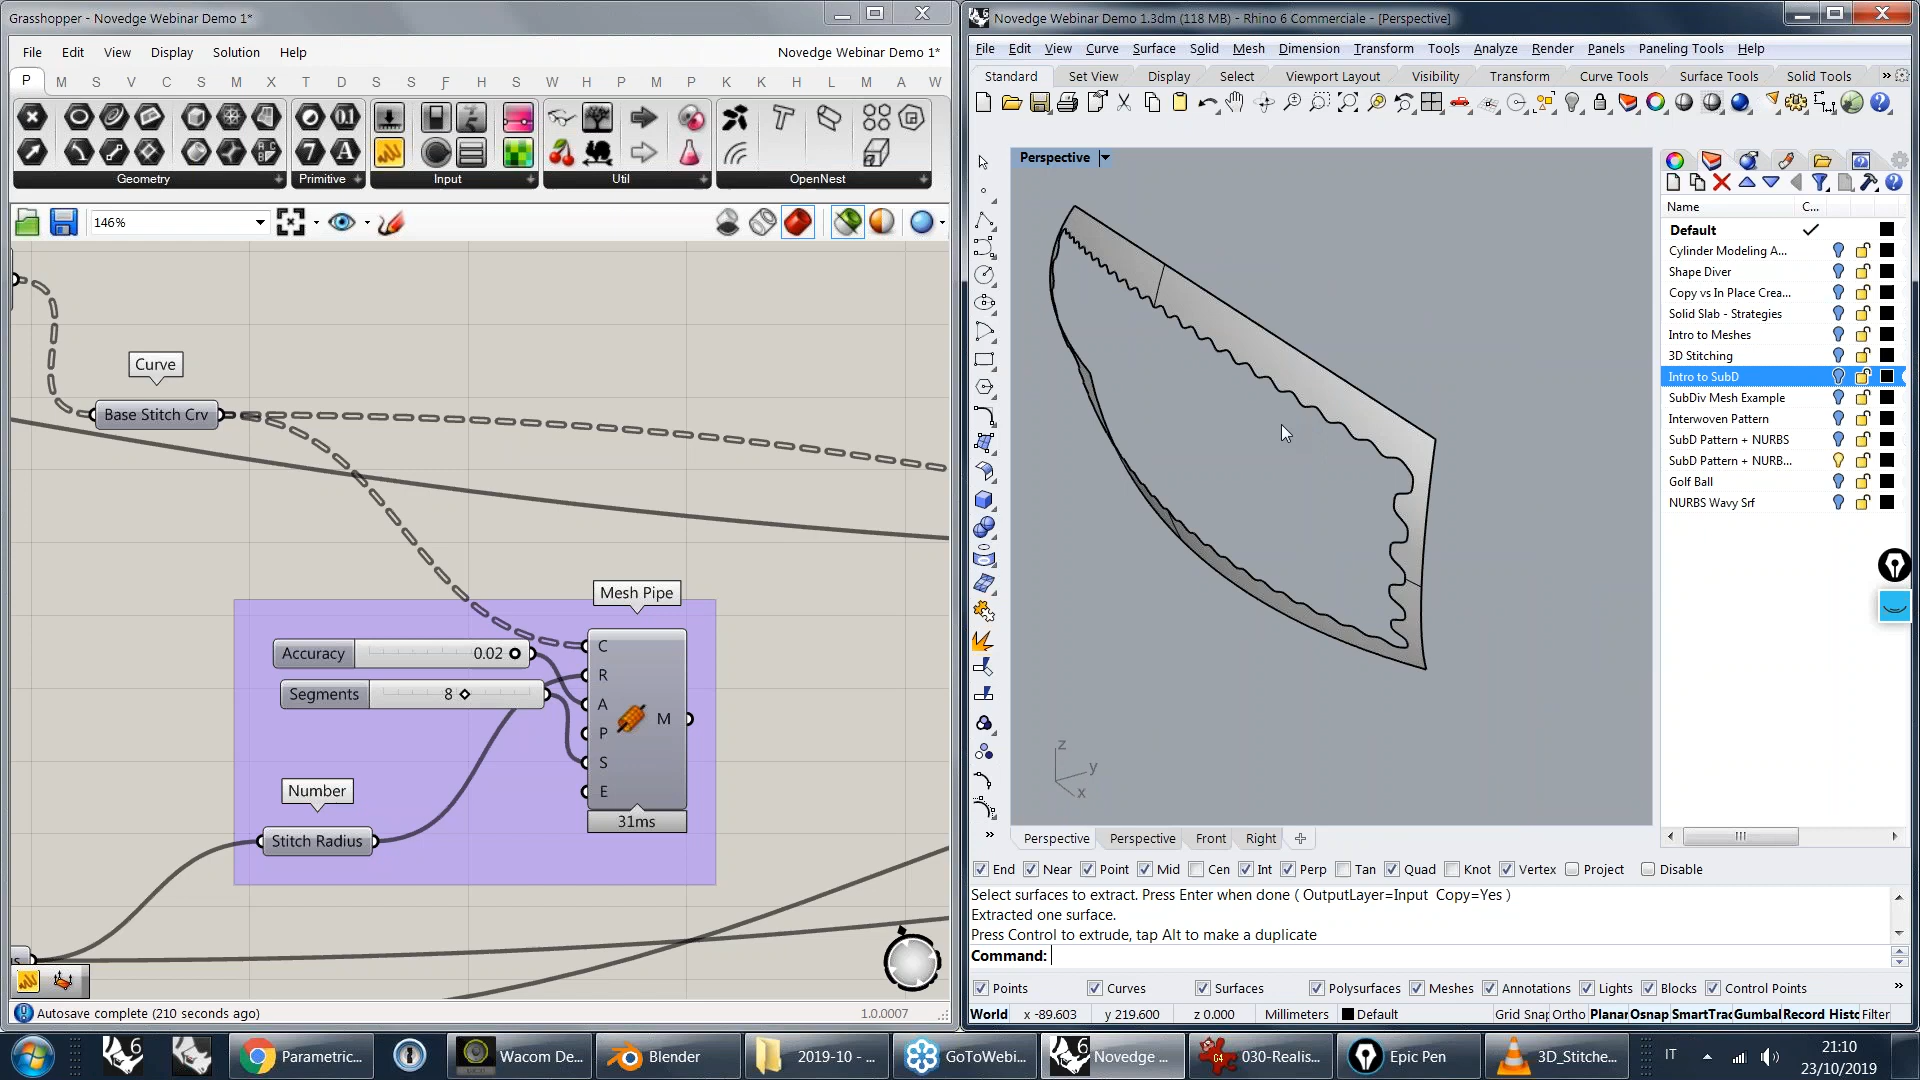 Grasshopper - Novedge Webinar Demo 1*
File Edit View Display Solution Help
Novedge Webinar Demo 1*
P M S V C S M X T D S F H S W H P M P K K H L M A W
Geometry
Primitive
Input
Util
OpenNest
146%
Curve
Base Stitch Crv
Mesh Pipe
Accuracy 0.02
Segments 8
Number
Stitch Radius
C
R
A
P
S
E
M
31ms
Autosave complete (210 seconds ago)
1.0.0007
Novedge Webinar Demo 1.3dm (118 MB) - Rhino 6 Commerciale - [Perspective]
File Edit View Curve Surface Solid Mesh Dimension Transform Tools Analyze Render Panels Paneling Tools Help
Standard Set View Display Select Viewport Layout Visibility Transform Curve Tools Surface Tools Solid Tools
Perspective
z
y
x
Name C...
Default
Cylinder Modeling A...
Shape Diver
Copy vs In Place Crea...
Solid Slab - Strategies
Intro to Meshes
3D Stitching
Intro to SubD
SubDiv Mesh Example
Interwoven Pattern
SubD Pattern + NURBS
SubD Pattern + NURB...
Golf Ball
NURBS Wavy Srf
Perspective Perspective Front Right
End Near Point Mid Cen Int Perp Tan Quad Knot Vertex Project Disable
Select surfaces to extract. Press Enter when done ( OutputLayer=Input Copy=Yes )
Extracted one surface.
Press Control to extrude, tap Alt to make a duplicate
Command:
Points Curves Surfaces Polysurfaces Meshes Annotations Lights Blocks Control Points
World x -89.603 y 219.600 z 0.000 Millimeters Default Grid Snap Ortho Planar Osnap SmartTrac Gumbal Record Histc Filter
Parametric... Wacom De... Blender 2019-10 - ... GoToWebi... Novedge ... 030-Realis... Epic Pen 3D_Stitche... IT
21:10
23/10/2019